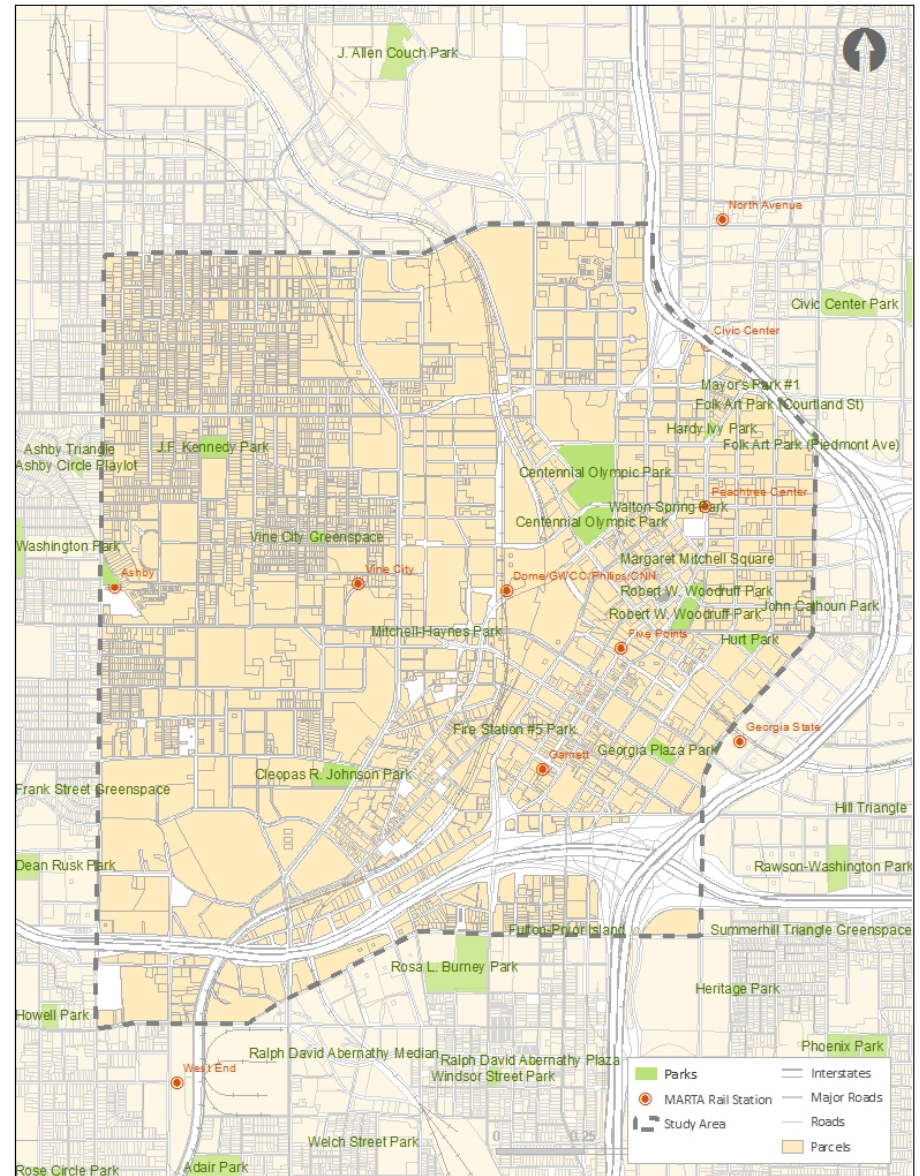 J. Allen Couch Park
North Avenue
Civic Center Park
Civic Center
Mayor's Park #1
Folk Art Park (Courtland St)
Hardy Ivy Park
Folk Art Park (Piedmont Ave)
Ashby Triangle
J.F. Kennedy Park
Ashby Circle Playlot
Centennial Olympic Park
Peachtree Center
Walton-Spring Park
Centennial Olympic Park
Vine City Greenspace
Washington Park
Margaret Mitchell Square
Ashby
Vine City
Dome/GWCC/Philips/CNN
Robert W. Woodruff Park
John Calhoun Park
Robert W. Woodruff Park
Mitchell-Haynes Park
Five Points
Hurt Park
Fire Station #5 Park
Georgia State
Georgia Plaza Park
Garnett
Cleopas R. Johnson Park
Frank Street Greenspace
Hill Triangle
Dean Rusk Park
Rawson-Washington Park
Fulton-Pryor Island
Summerhill Triangle Greenspace
Rosa L. Burney Park
Heritage Park
Howell Park
Phoenix Park
Ralph David Abernathy Median
Ralph David Abernathy Plaza
West End
Windsor Street Park
Welch Street Park
Rose Circle Park
Adair Park
0 0.25
Parks
MARTA Rail Station
Study Area
Interstates
Major Roads
Roads
Parcels